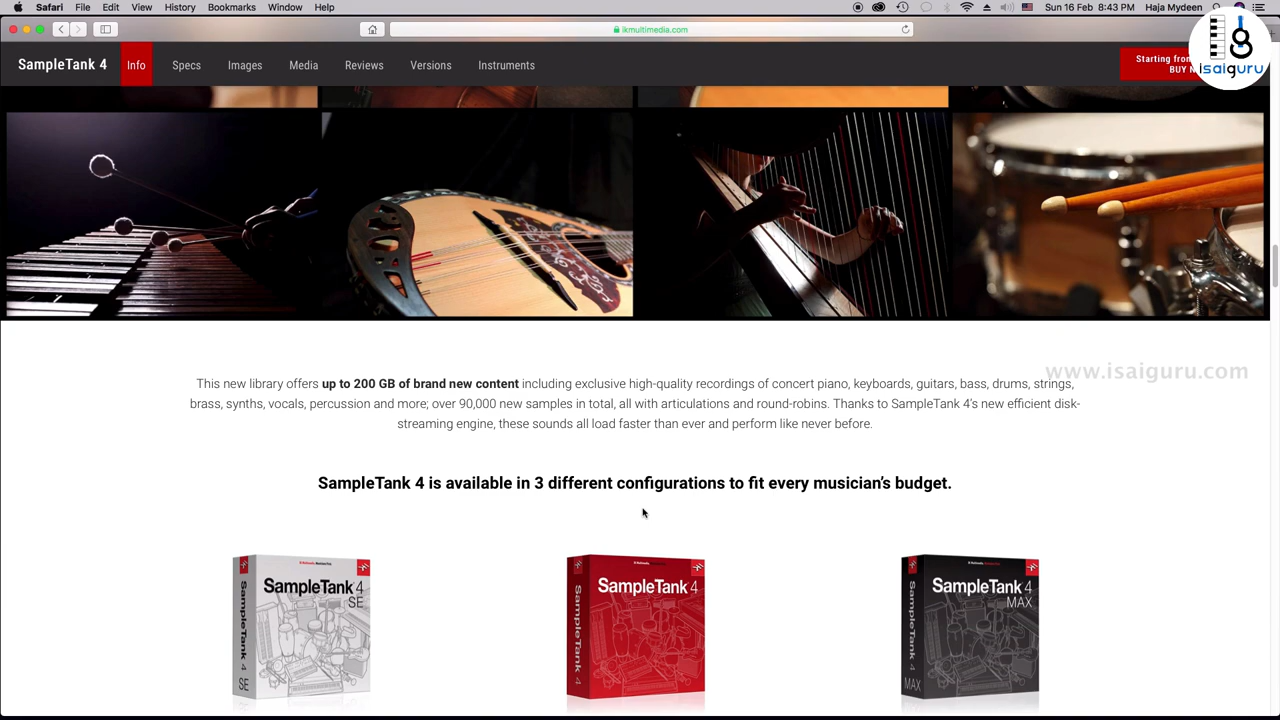 Safari File Edit View History Bookmarks Window Help
Sun 16 Feb 8:43 PM Haja Mydeen
ikmultimedia.com
isaiguru
SampleTank 4 Info Specs Images Media Reviews Versions Instruments
Starting from
BUY
www.isaiguru.com
This new library offers up to 200 GB of brand new content including exclusive high-quality recordings of concert piano, keyboards, guitars, bass, drums, strings,
brass, synths, vocals, percussion and more; over 90,000 new samples in total, all with articulations and round-robins. Thanks to SampleTank 4's new efficient disk-
streaming engine, these sounds all load faster than ever and perform like never before.
SampleTank 4 is available in 3 different configurations to fit every musician's budget.
SampleTank 4
SE
SampleTank 4
SE
SampleTank 4
SampleTank 4
SampleTank 4
MAX
SampleTank 4
MAX